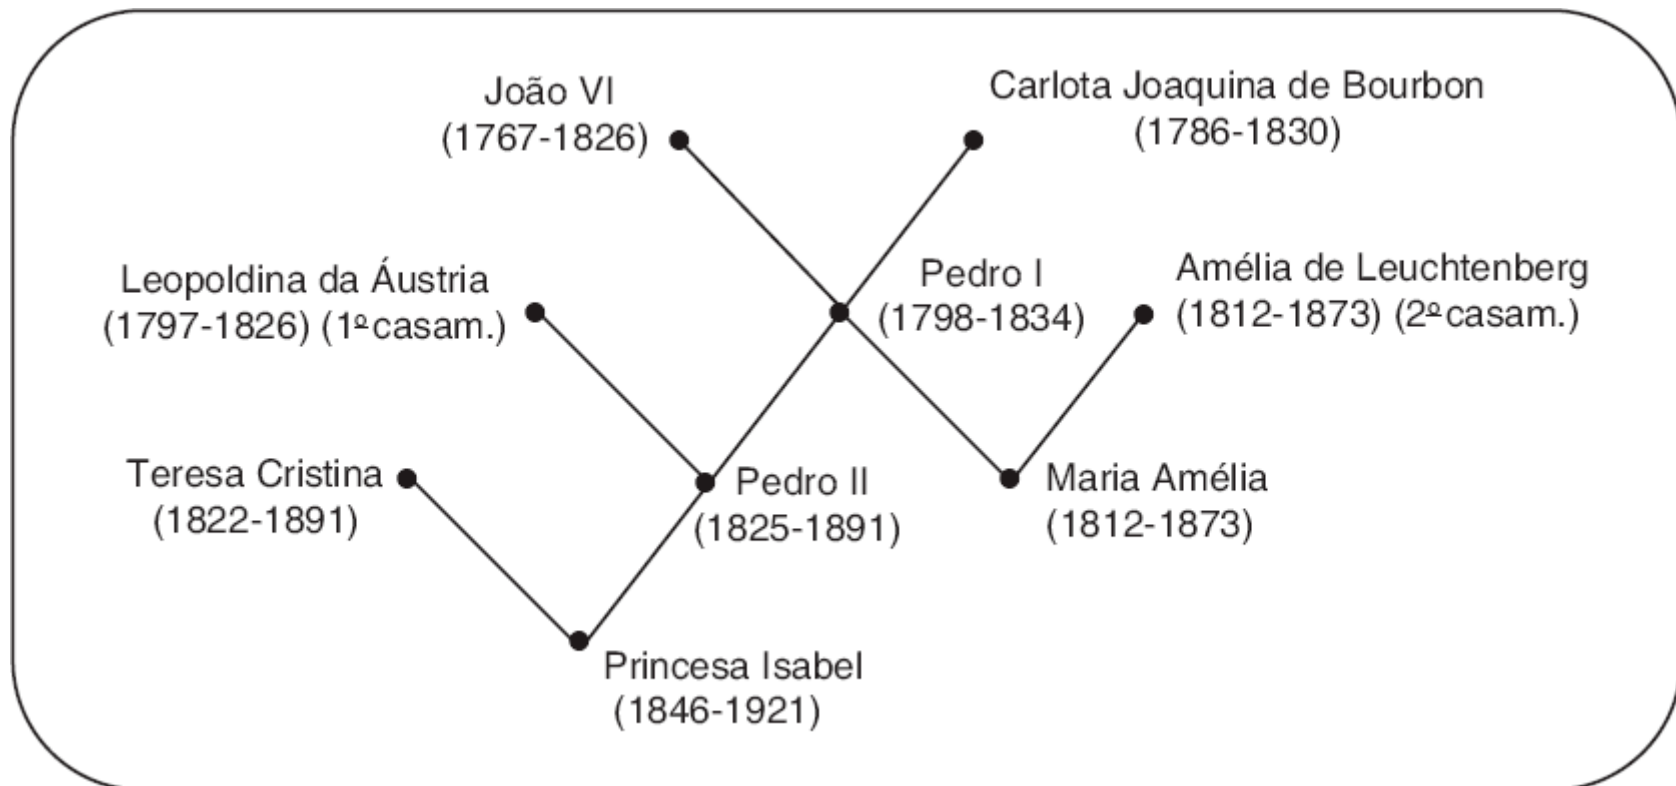 João VI
(1767-1826)
Carlota Joaquina de Bourbon
(1786-1830)
Leopoldina da Áustria
(1797-1826) (1º casam.)
Pedro I
(1798-1834)
Amélia de Leuchtenberg
(1812-1873) (2º casam.)
Teresa Cristina
(1822-1891)
Pedro II
(1825-1891)
Maria Amélia
(1812-1873)
Princesa Isabel
(1846-1921)